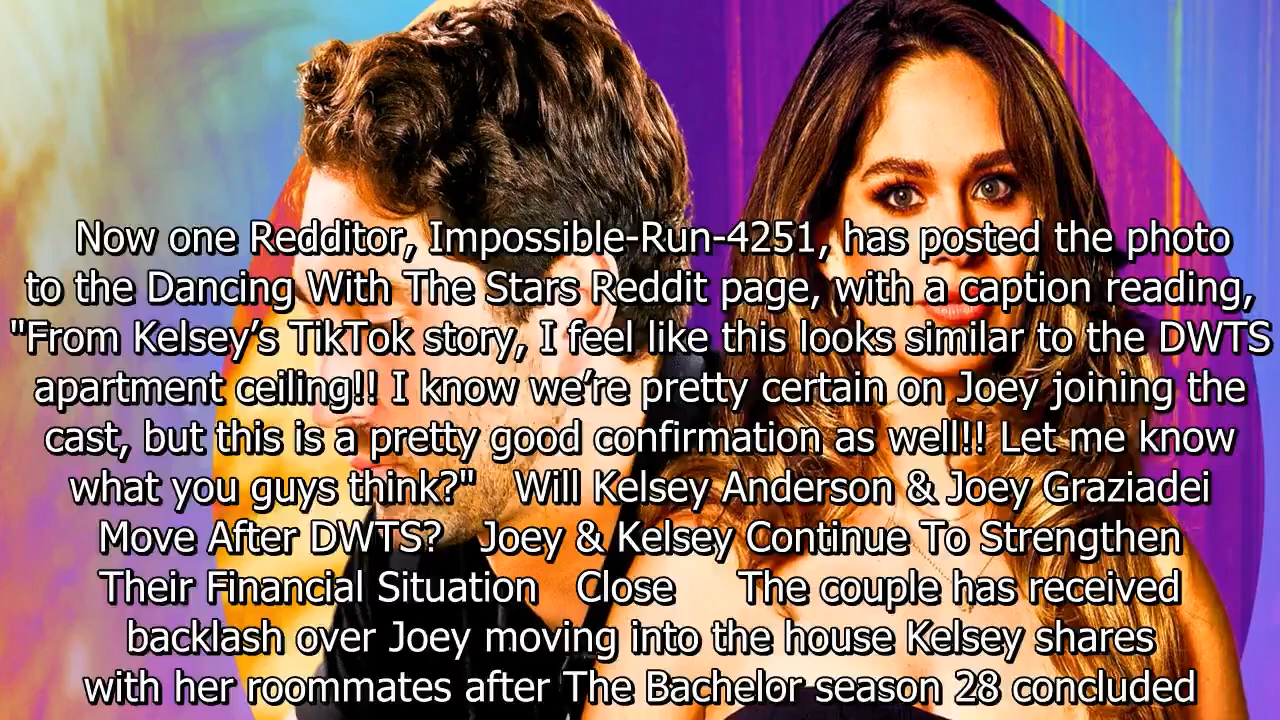 Now one Redditor, Impossible-Run-4251, has posted the photo
to the Dancing With The Stars Reddit page, with a caption reading,
"From Kelsey’s TikTok story, I feel like this looks similar to the DWTS
apartment ceiling!! I know we’re pretty certain on Joey joining the
cast, but this is a pretty good confirmation as well!! Let me know
what you guys think?" Will Kelsey Anderson & Joey Graziadei
Move After DWTS? Joey & Kelsey Continue To Strengthen
Their Financial Situation Close The couple has received
backlash over Joey moving into the house Kelsey shares
with her roommates after The Bachelor season 28 concluded